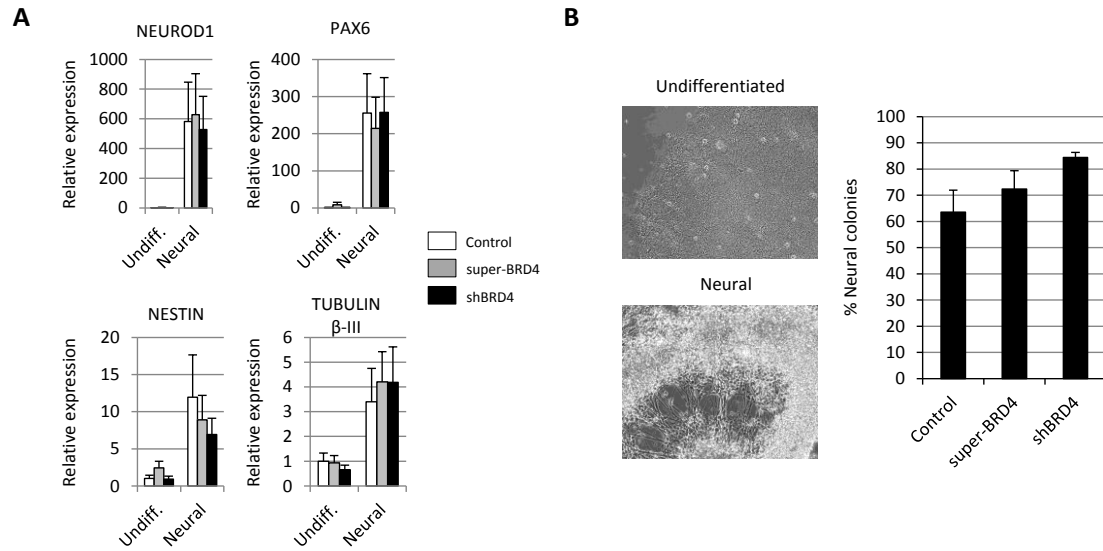 A
NEUROD1
Relative expression
1000
800
600
400
200
0
Undiff.
Neural
PAX6
Relative expression
400
300
200
100
0
Undiff.
Neural
Control
super-BRD4
shBRD4
NESTIN
Relative expression
20
15
10
5
0
Undiff.
Neural
TUBULIN
β-III
Relative expression
6
5
4
3
2
1
0
Undiff.
Neural
B
Undifferentiated
Neural
% Neural colonies
100
90
80
70
60
50
40
30
20
10
0
Control
super-BRD4
shBRD4